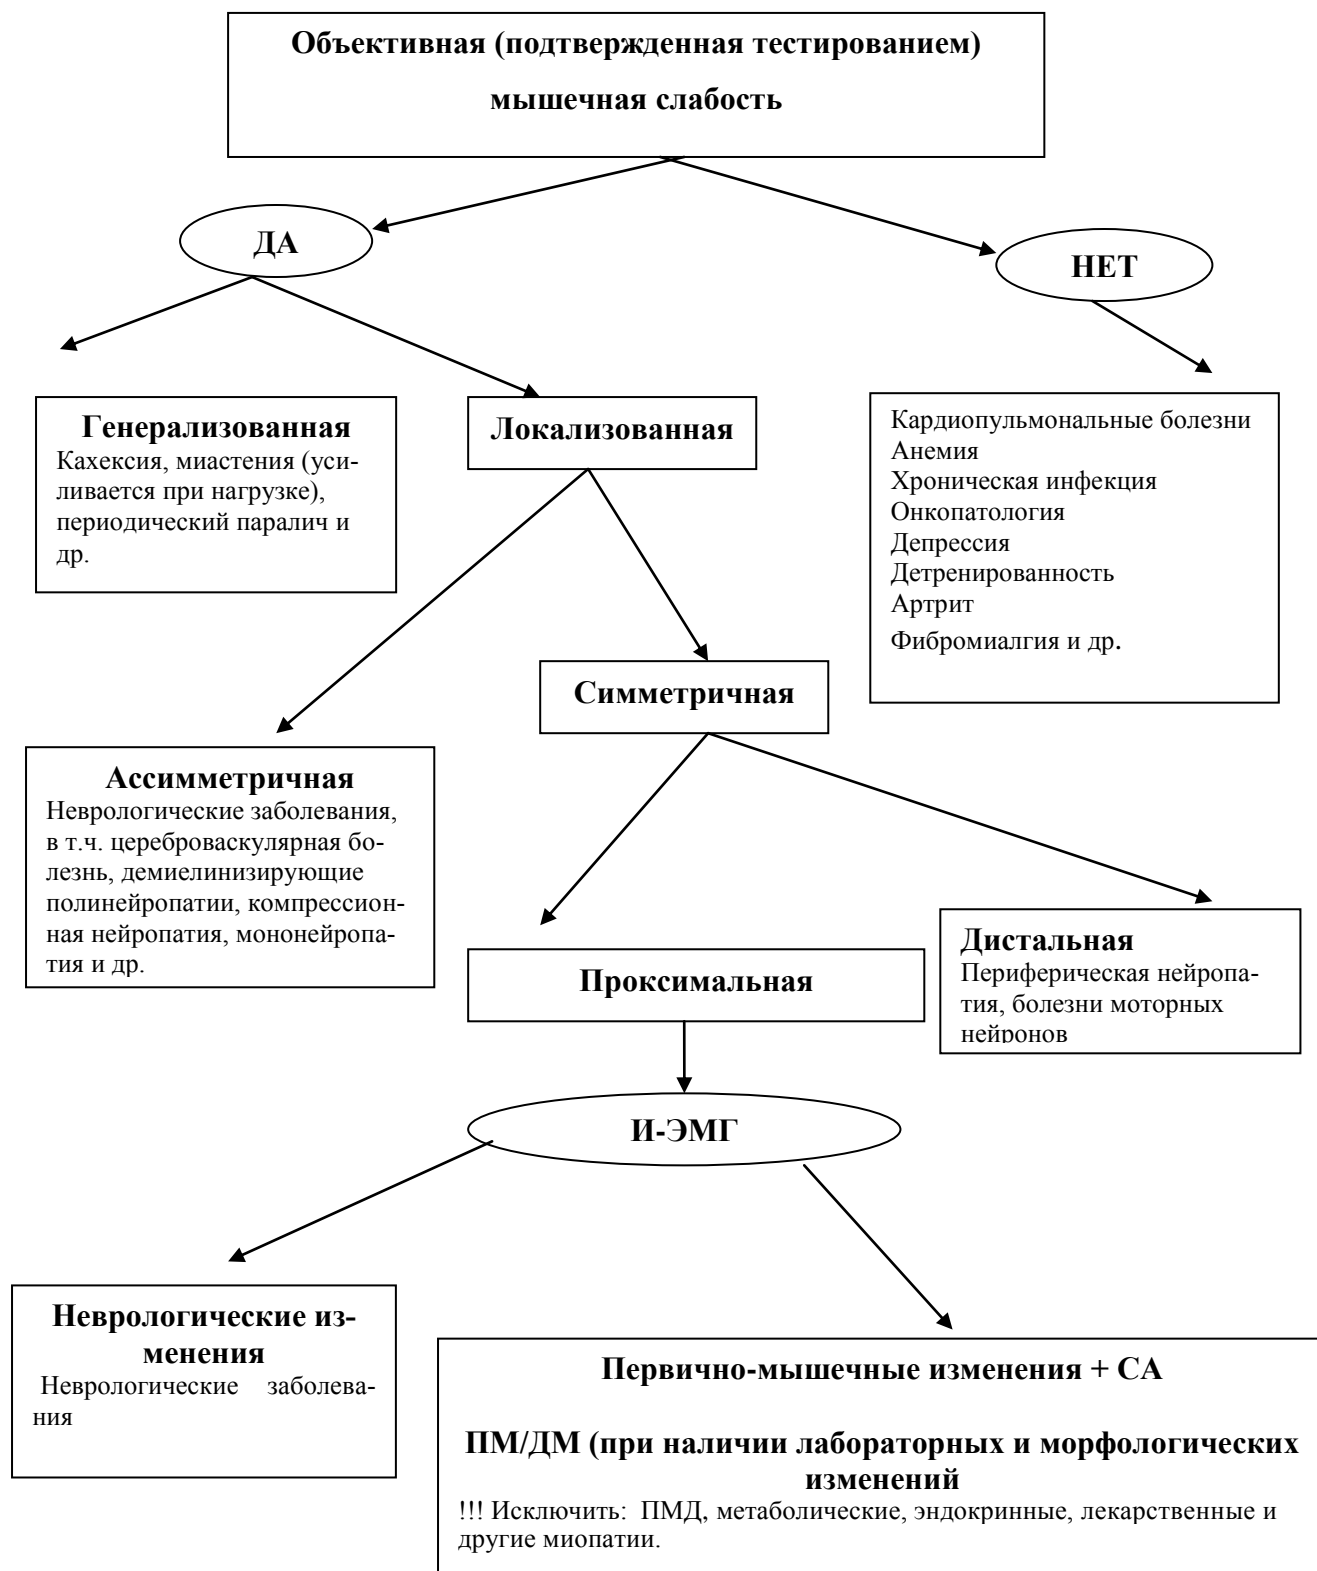 Объективная (подтвержденная тестированием)
мышечная слабость
ДА
НЕТ
Генерализованная
Кахексия, миастения (уси-
ливается при нагрузке),
периодический паралич и
др.
Локализованная
Кардиопульмональные болезни
Анемия
Хроническая инфекция
Онкопатология
Депрессия
Детренированность
Артрит
Фибромиалгия и др.
Симметричная
Ассимметричная
Неврологические заболевания,
в т.ч. цереброваскулярная бо-
лезнь, демиелинизирующие
полинейропатии, компрессион-
ная нейропатия, мононейропа-
тия и др.
Проксимальная
Дистальная
Периферическая нейропа-
тия, болезни моторных
нейронов
И-ЭМГ
Неврологические из-
менения
Неврологические заболева-
ния
Первично-мышечные изменения + СА
ПМ/ДМ (при наличии лабораторных и морфологических
изменений
!!! Исключить: ПМД, метаболические, эндокринные, лекарственные и
другие миопатии.